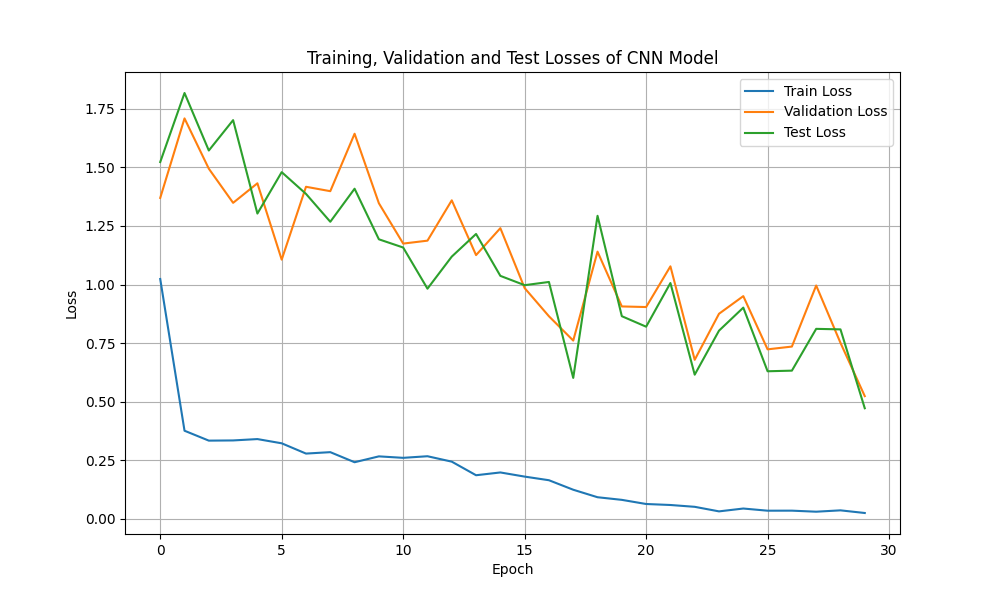 Training, Validation and Test Losses of CNN Model
Train Loss
Validation Loss
Test Loss
1.75
1.50
1.25
1.00
0.75
0.50
0.25
0.00
Loss
0 5 10 15 20 25 30
Epoch